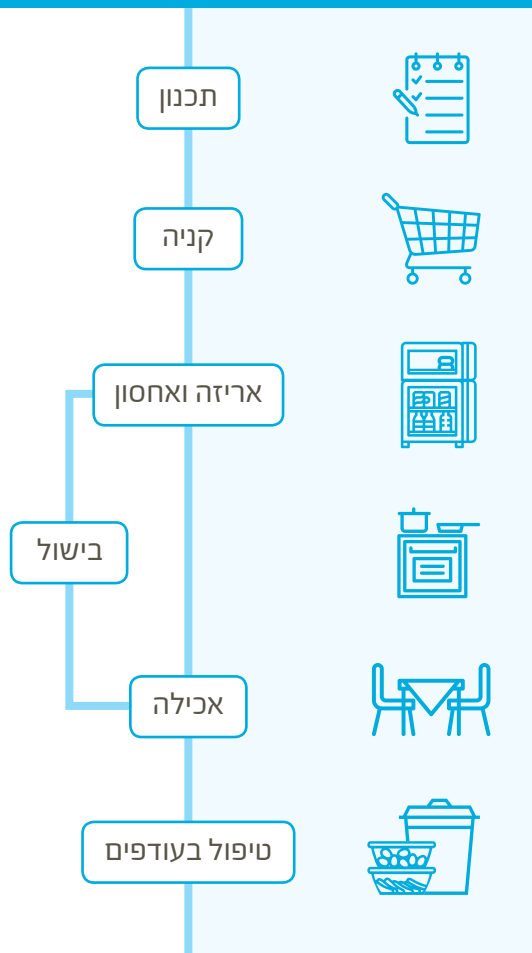 תכנון
קניה
אריזה ואחסון
בישול
אכילה
טיפול בעודפים